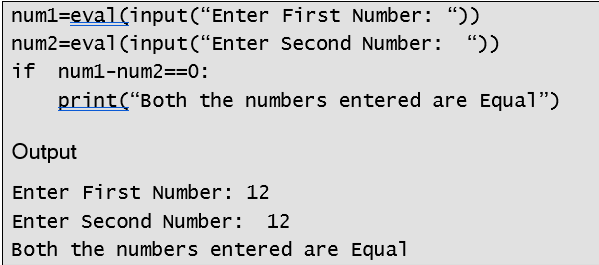 num1=eval(input(“Enter First Number: “))
num2=eval(input(“Enter Second Number:  “))
if  num1-num2==0:
    print(“Both the numbers entered are Equal”)
Output
Enter First Number: 12
Enter Second Number:  12
Both the numbers entered are Equal